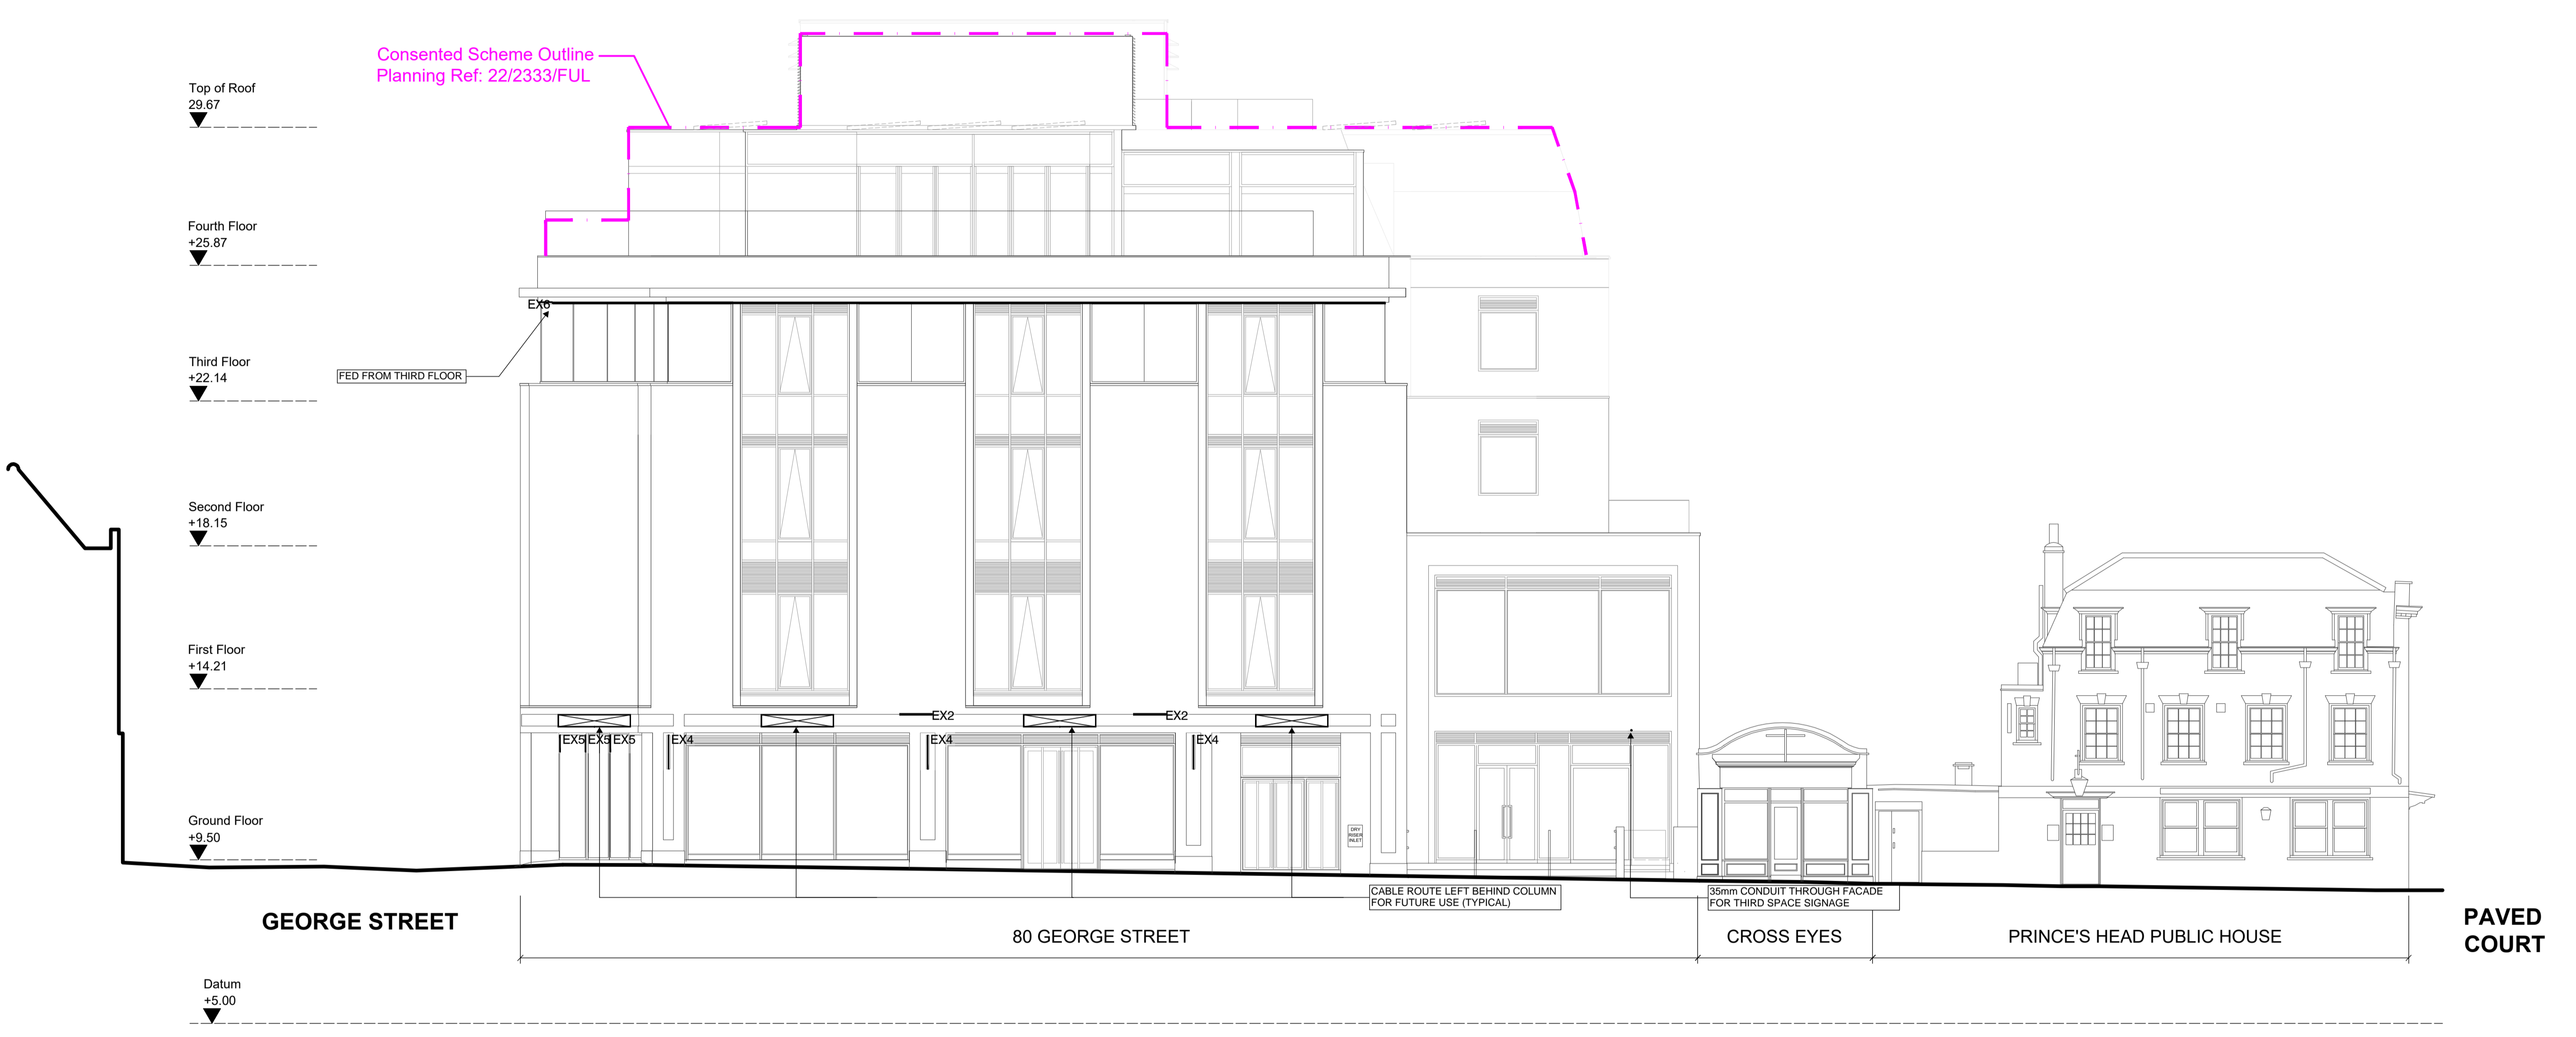 Consented Scheme Outline
Planning Ref: 22/2333/FUL
Top of Roof
29.67
Fourth Floor
+25.87
EX6
Third Floor
+22.14
FED FROM THIRD FLOOR
Second Floor
+18.15
First Floor
+14.21
EX2
EX2
EX5
EX5
EX5
EX4
EX4
EX4
Ground Floor
+9.50
DRY
RISER
INLET
CABLE ROUTE LEFT BEHIND COLUMN
FOR FUTURE USE (TYPICAL)
35mm CONDUIT THROUGH FACADE
FOR THIRD SPACE SIGNAGE
GEORGE STREET
80 GEORGE STREET
CROSS EYES
PRINCE'S HEAD PUBLIC HOUSE
PAVED
COURT
Datum
+5.00